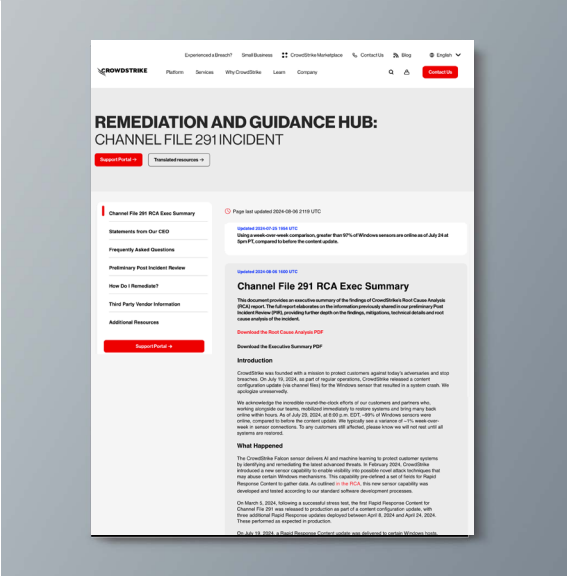 Experienced a Breach? Small Business CrowdStrike Marketplace Contact Us Blog English
CROWDSTRIKE Platform Services Why CrowdStrike Learn Company Contact Us
REMEDIATION AND GUIDANCE HUB:
CHANNEL FILE 291 INCIDENT
Support Portal → Translated resources →
Channel File 291 RCA Exec Summary
Statements from Our CEO
Frequently Asked Questions
Preliminary Post Incident Review
How Do I Remediate?
Third Party Vendor Information
Additional Resources
Support Portal →
Page last updated 2024-08-06 2119 UTC
Updated 2024-07-25 1954 UTC
Using a week-over-week comparison, greater than 97% of Windows sensors are online as of July 24 at
5pm PT, compared to before the content update.
Updated 2024-08-06 1600 UTC
Channel File 291 RCA Exec Summary
This document provides an executive summary of the findings of CrowdStrike's Root Cause Analysis
(RCA) report. The full report elaborates on the information previously shared in our preliminary Post
Incident Review (PIR), providing further depth on the findings, mitigations, technical details and root
cause analysis of the incident.
Download the Root Cause Analysis PDF
Download the Executive Summary PDF
Introduction
CrowdStrike was founded with a mission to protect customers against today's adversaries and stop
breaches. On July 19, 2024, as part of regular operations, CrowdStrike released a content
configuration update (via channel files) for the Windows sensor that resulted in a system crash. We
apologize unreservedly.
We acknowledge the incredible round-the-clock efforts of our customers and partners who,
working alongside our teams, mobilized immediately to restore systems and bring many back
online within hours. As of July 29, 2024, at 8:00 p.m. EDT, ~99% of Windows sensors were
online, compared to before the content update. We typically see a variance of ~1% week-over-
week in sensor connections. To any customers still affected, please know we will not rest until all
systems are restored.
What Happened
The CrowdStrike Falcon sensor delivers AI and machine learning to protect customer systems
by identifying and remediating the latest advanced threats. In February 2024, CrowdStrike
introduced a new sensor capability to enable visibility into possible novel attack techniques that
may abuse certain Windows mechanisms. This capability pre-defined a set of fields for Rapid
Response Content to gather data. As outlined in the RCA, this new sensor capability was
developed and tested according to our standard software development processes.
On March 5, 2024, following a successful stress test, the first Rapid Response Content for
Channel File 291 was released to production as part of a content configuration update, with
three additional Rapid Response updates deployed between April 8, 2024 and April 24, 2024.
These performed as expected in production.
On July 19, 2024, a Rapid Response Content update was delivered to certain Windows hosts,